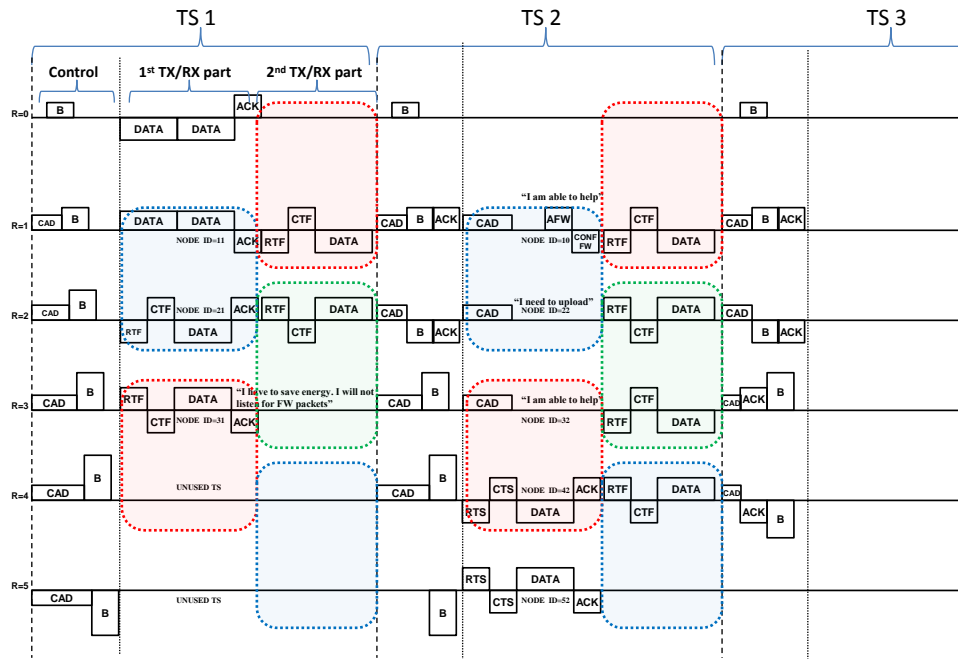 TS 1
TS 2
TS 3
Control
1st TX/RX part
2nd TX/RX part
R=0
B
DATA
DATA
ACK
B
B
R=1
CAD
B
DATA
DATA
NODE ID=11
ACK
RTF
CTF
DATA
CAD
B
ACK
CAD
"I am able to help"
AFW
NODE ID=10
CONF
FW
RTF
CTF
DATA
CAD
B
ACK
R=2
CAD
B
RTF
CTF
NODE ID=21
DATA
ACK
RTF
CTF
DATA
CAD
B
ACK
CAD
"I need to upload"
NODE ID=22
RTF
CTF
DATA
CAD
B
ACK
R=3
CAD
B
RTF
CTF
DATA
NODE ID=31
ACK
"I have to save energy. I will not
listen for FW packets"
CAD
B
CAD
"I am able to help"
NODE ID=32
RTF
CTF
DATA
CAD
ACK
B
R=4
CAD
B
UNUSED TS
CAD
B
RTS
CTS
NODE ID=42
DATA
ACK
RTF
CTF
DATA
CAD
ACK
B
R=5
CAD
B
UNUSED TS
B
RTS
CTS
DATA
NODE ID=52
ACK